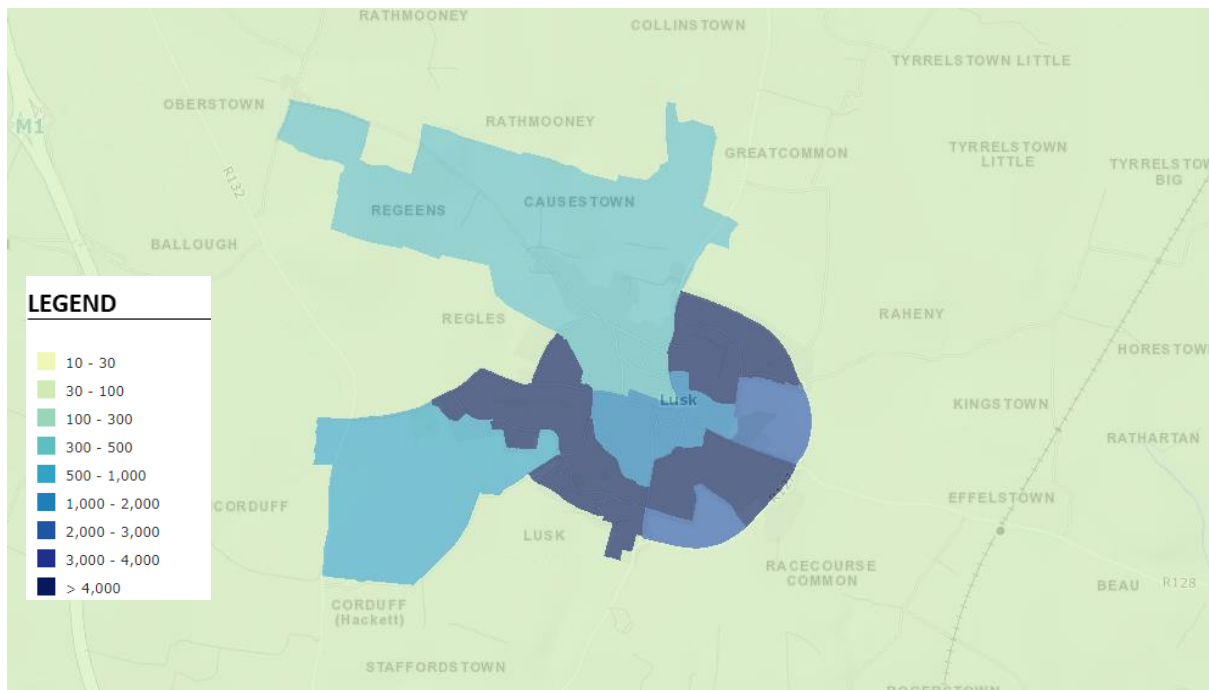 RATHMOONEY
COLLINSTOWN
TYRRELSTOWN LITTLE
OBERSTOWN
M1
RATHMOONEY
GREATCOMMON
TYRRELSTOWN
LITTLE
TYRRELSTOW
BIG
R132
REGEENS
CAUSESTOWN
BALLOUGH
LEGEND
10 - 30
30 - 100
100 - 300
300 - 500
500 - 1,000
1,000 - 2,000
2,000 - 3,000
3,000 - 4,000
> 4,000
REGLES
RAHENY
HORESTOW
Lusk
KINGSTOWN
RATHARTAN
CORDUFF
EFFELSTOWN
LUSK
RACECOURSE
COMMON
BEAU
R128
CORDUFF
(Hackett)
STAFFORDSTOWN
ROGERSTOWN